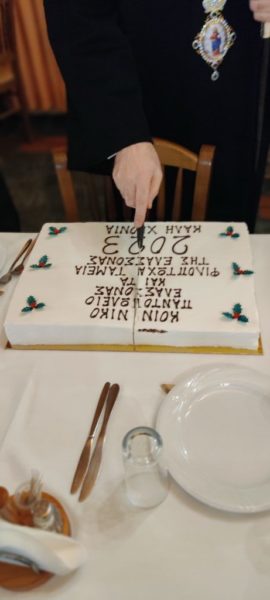 ΚΟΙΝ ΝΙΚΟ
ΠΑΝΤΟΠΩΛΕΙΟ
ΕΛΑΣΣΟΝΑΣ
ΚΑΙ ΤΑ
ΦΙΛΟΠΤΩΧΑ ΤΑΜΕΙΑ
ΤΗΣ ΕΛΑΣΣΟΝΑΣ
2023
ΚΑΛΗ ΧΡΟΝΙΑ